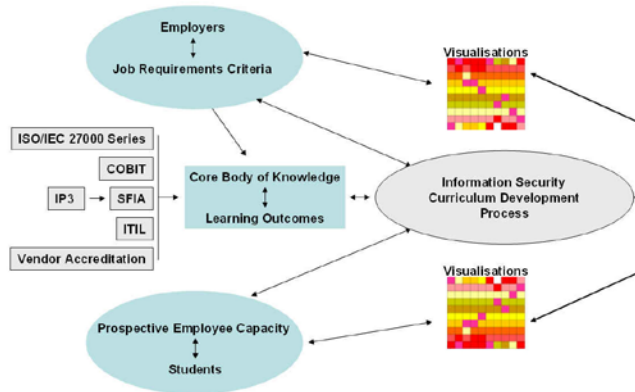 Employers
Job Requirements Criteria
Visualisations
ISO/IEC 27000 Series
COBIT
IP3
SFIA
ITIL
Vendor Accreditation
Core Body of Knowledge
Learning Outcomes
Information Security
Curriculum Development
Process
Visualisations
Prospective Employee Capacity
Students